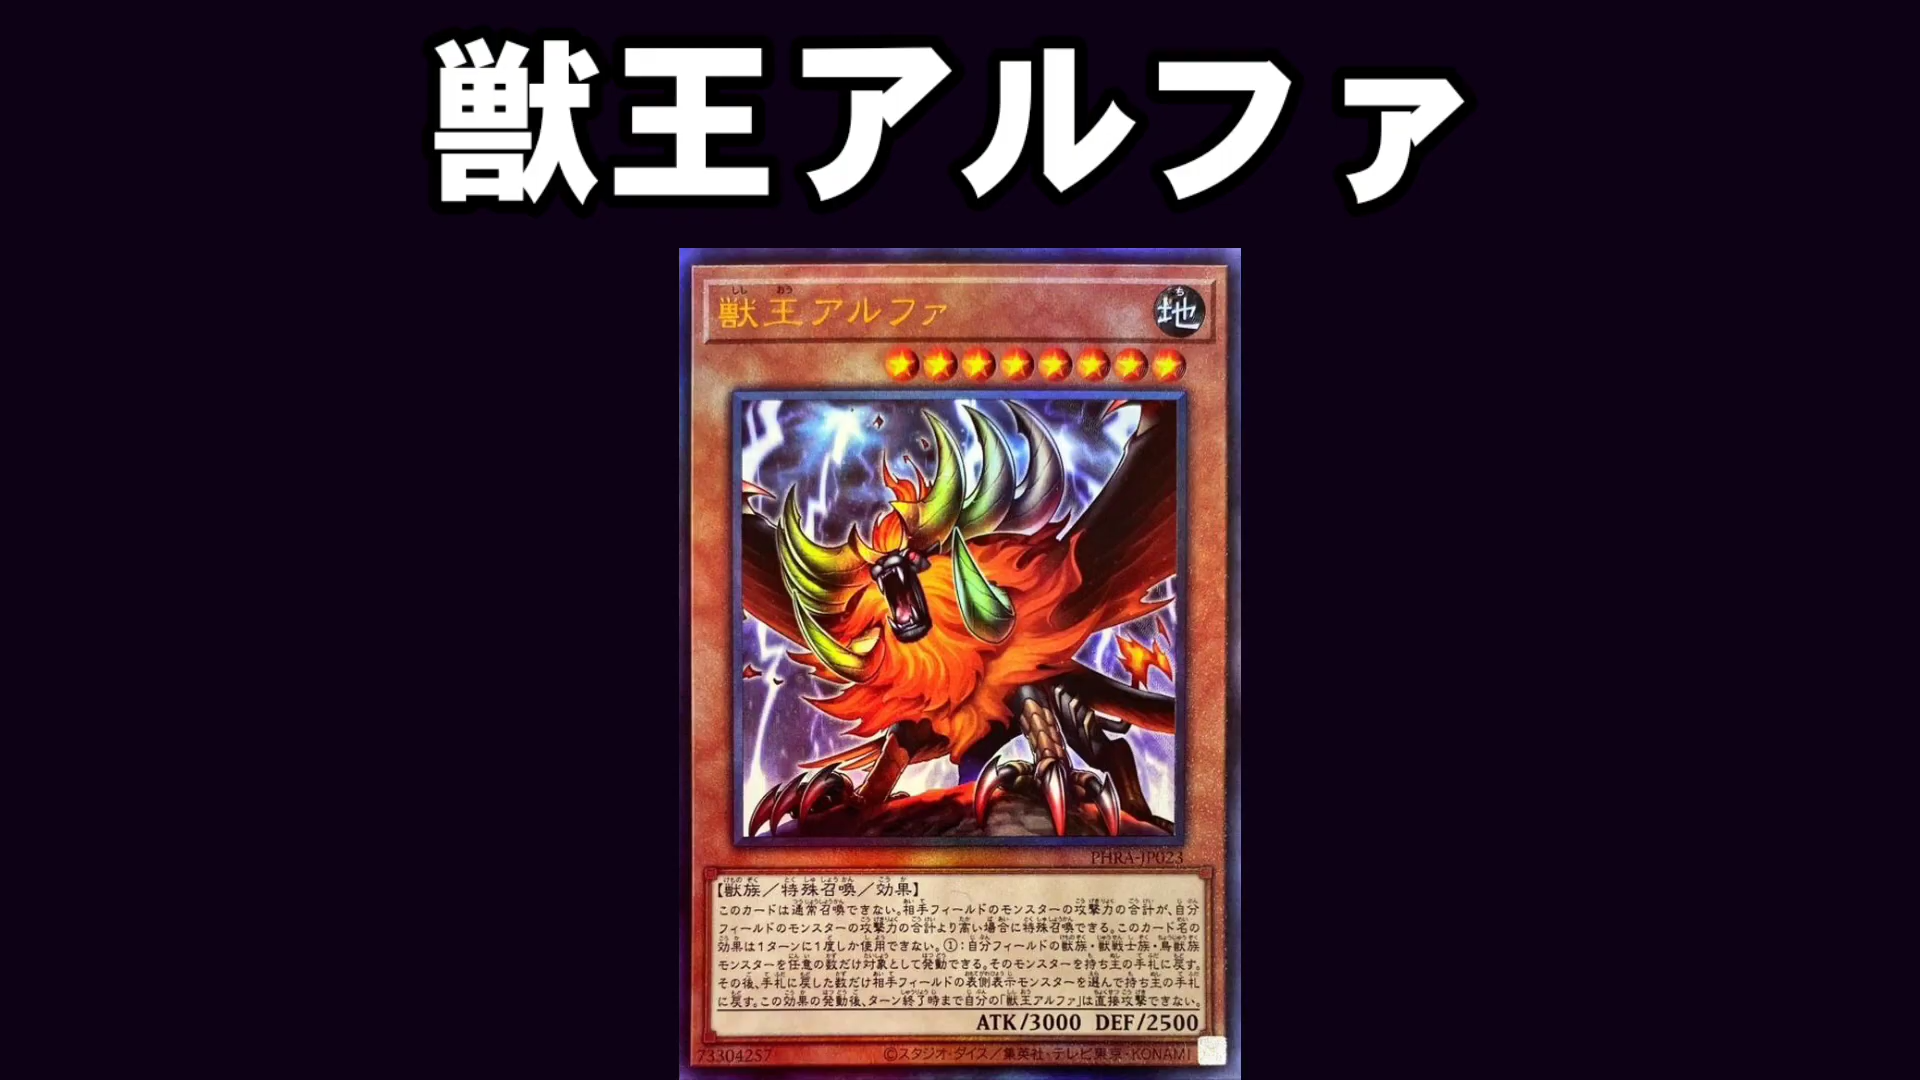 獣王アルファ
獣王アルファ
地
【獣族／特殊召喚／効果】
このカードは通常召喚できない。相手フィールドのモンスターの攻撃力の合計が、自分
フィールドのモンスターの攻撃力の合計より高い場合に特殊召喚できる。このカード名の
効果は１ターンに１度しか使用できない。①：自分フィールドの獣族・獣戦士族・鳥獣族
モンスターを任意の数だけ対象として発動できる。そのモンスターを持ち主の手札に戻す。
その後、手札に戻した数だけ相手フィールドの表側表示モンスターを選んで持ち主の手札
に戻す。この効果の発動後、ターン終了時まで自分の「獣王アルファ」は直接攻撃できない。
PHRA-JP023
ATK/3000 DEF/2500
73304257
©スタジオ・ダイス／集英社・テレビ東京・KONAMI